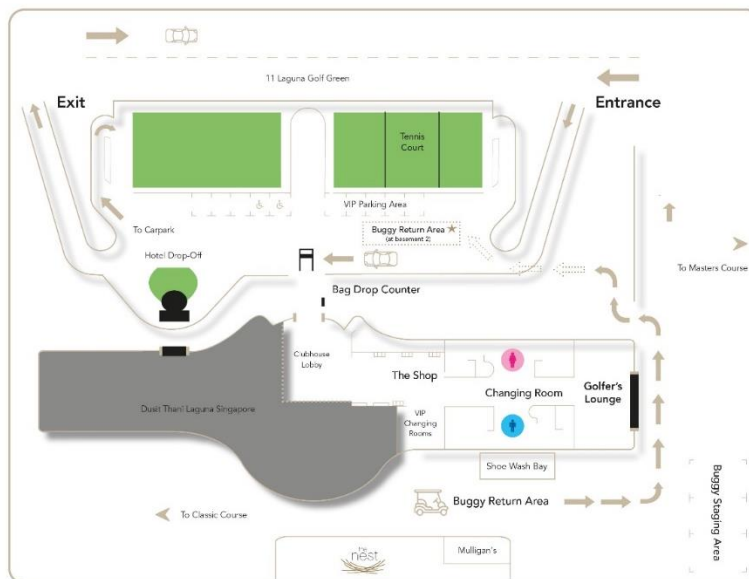 11 Laguna Golf Green
Exit
Entrance
Tennis
Court
VIP Parking Area
To Carpark
Buggy Return Area
(at basement 2)
Hotel Drop-Off
To Masters Course
Bag Drop Counter
Clubhouse
Lobby
The Shop
Changing Room
Golfer's
Lounge
Dusit Thani Laguna Singapore
VIP
Changing
Rooms
Shoe Wash Bay
Buggy Return Area
Buggy Staging Area
To Classic Course
the
nest
Mulligan's